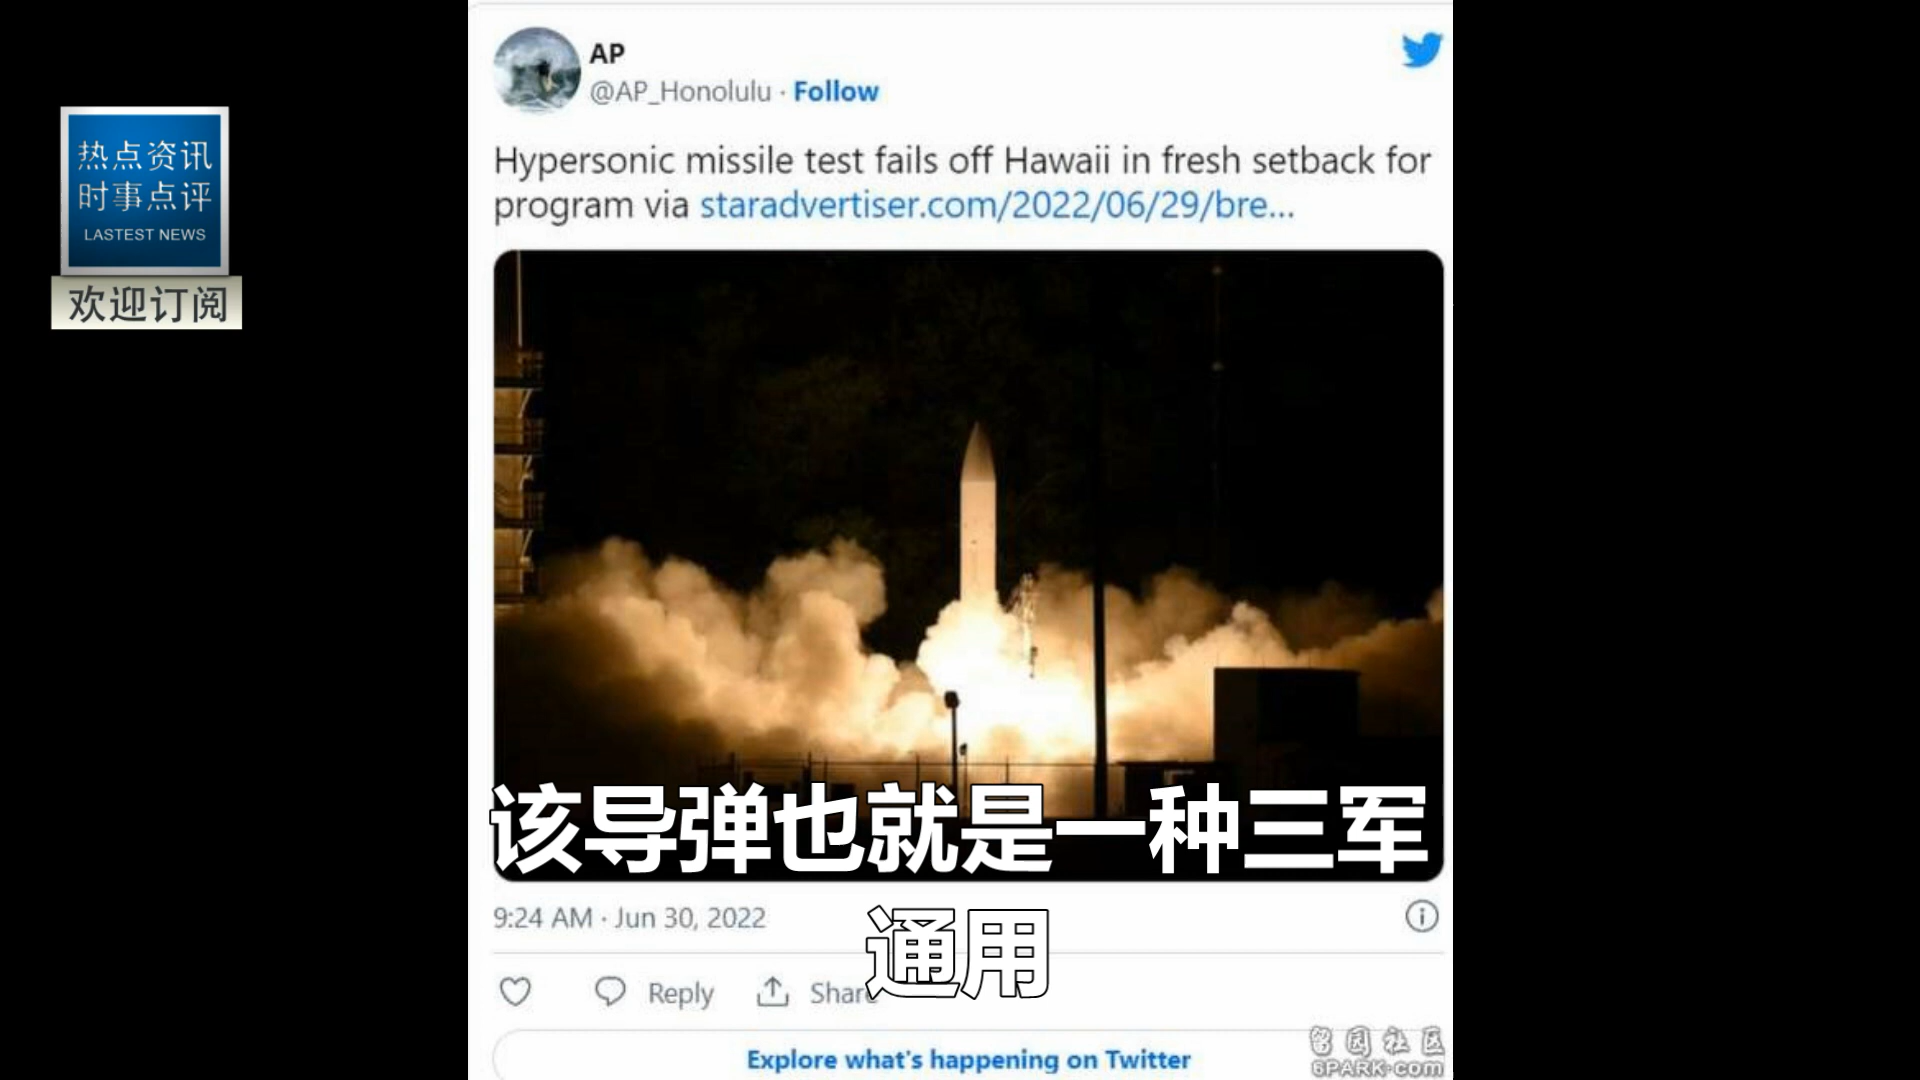 热点资讯
时事点评
LASTEST NEWS
欢迎订阅
AP
@AP_Honolulu · Follow
Hypersonic missile test fails off Hawaii in fresh setback for
program via staradvertiser.com/2022/06/29/bre...
该导弹也就是一种三军
通用
9:24 AM · Jun 30, 2022
Reply
Share
Explore what's happening on Twitter
留园社区
6PARK.com